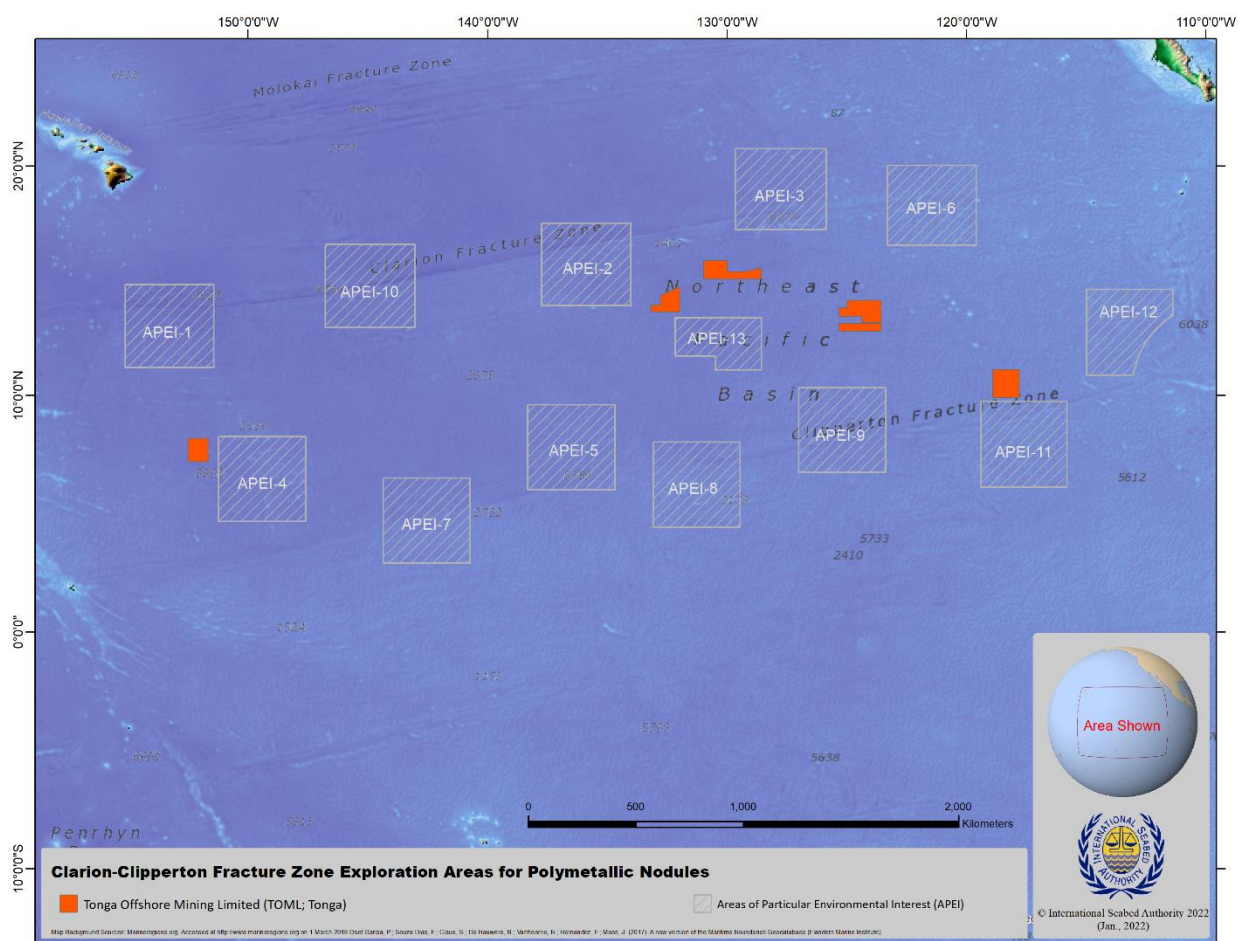 150°0'0"W 140°0'0"W 130°0'0"W 120°0'0"W 110°0'0"W
Molokai Fracture Zone
87
20°0'0"N
APEI-3
APEI-6
Clarion Fracture Zone
APEI-2
Northeast
APEI-10
APEI-1
APEI-12
6038
APEI-13
Pacific
10°0'0"N
Basin
Clipperton Fracture Zone
APEI-9
APEI-11
APEI-5
APEI-4
APEI-8
5612
APEI-7
5733
2410
0°0'0"
Area Shown
5638
0 500 1,000 2,000
Kilometers
Penrhyn
INTERNATIONAL SEABED AUTHORITY
10°0'0"S
Clarion-Clipperton Fracture Zone Exploration Areas for Polymetallic Nodules
Tonga Offshore Mining Limited (TOML; Tonga)
Areas of Particular Environmental Interest (APEI)
© International Seabed Authority 2022
(Jan., 2022)